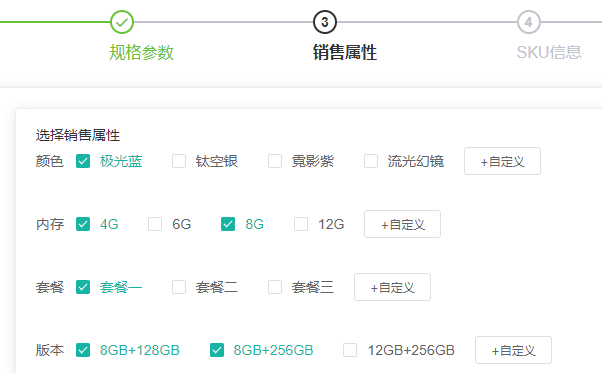 3 4
规格参数 销售属性 SKU信息
选择销售属性
颜色 极光蓝 钛空银 霓影紫 流光幻镜 +自定义
内存 4G 6G 8G 12G +自定义
套餐 套餐一 套餐二 套餐三 +自定义
版本 8GB+128GB 8GB+256GB 12GB+256GB +自定义